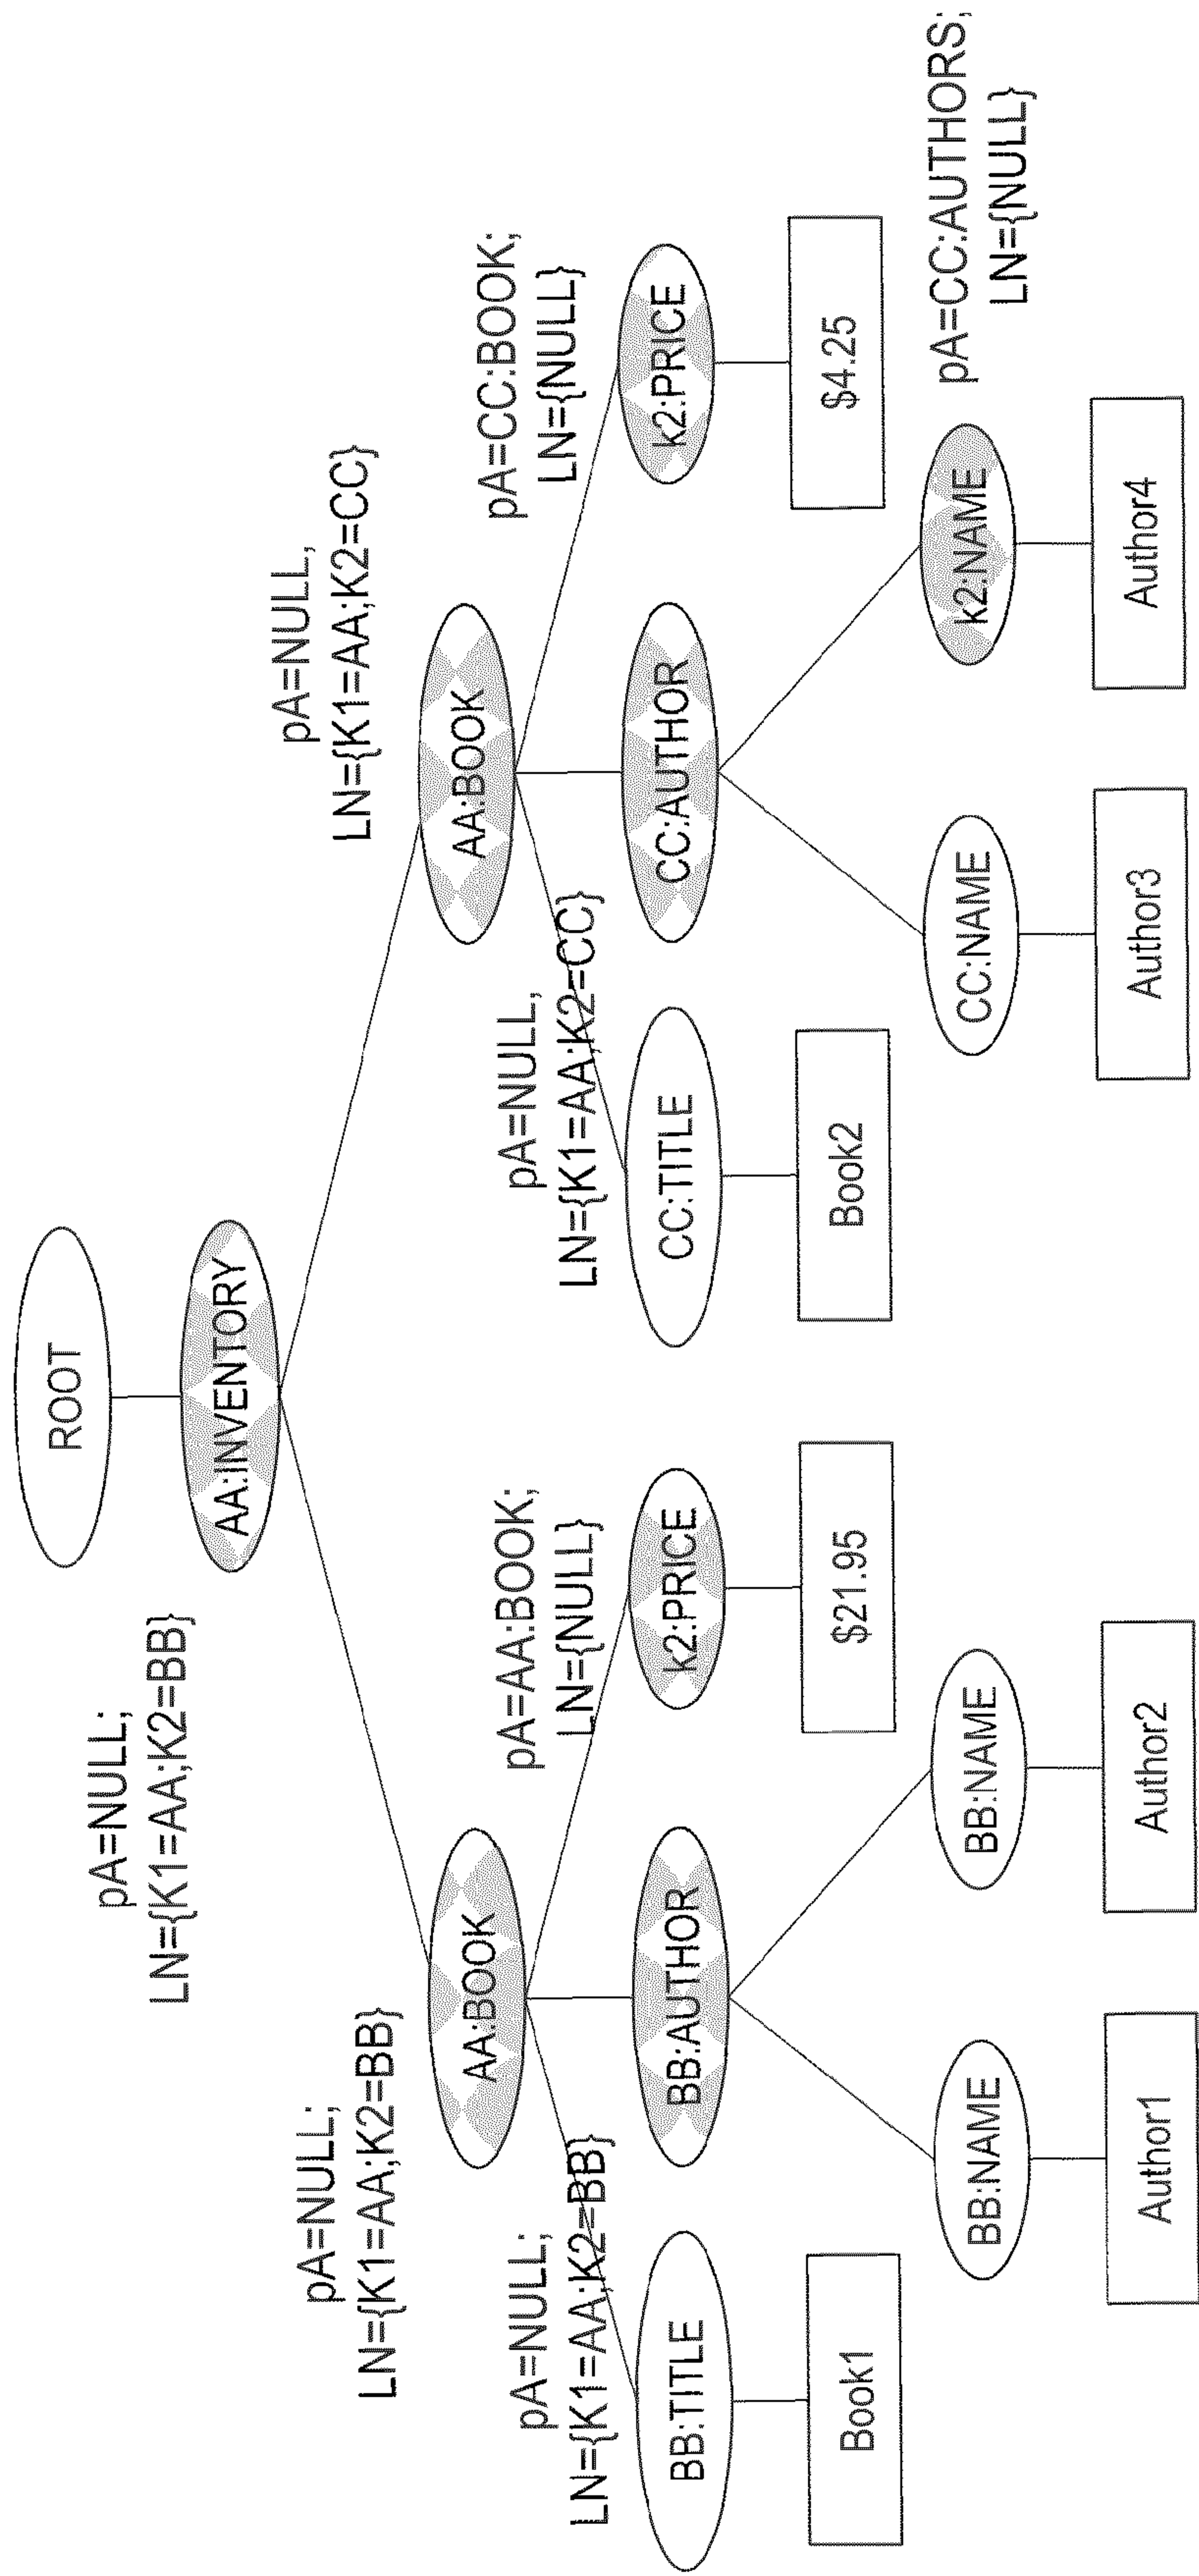 ROOT
pA=NULL;
LN={K1=AA;K2=BB}
AA:INVENTORY
pA=NULL;
LN={K1=AA;K2=BB}
AA:BOOK
pA=NULL,
LN={K1=AA;K2=CC}
AA:BOOK
pA=NULL;
LN={K1=AA;K2=BB}
BB:TITLE
BB:AUTHOR
pA=AA:BOOK;
LN={NULL}
k2:PRICE
pA=NULL,
LN={K1=AA;K2=CC}
CC:TITLE
CC:AUTHOR
pA=CC:BOOK;
LN={NULL}
k2:PRICE
Book1
$21.95
Book2
$4.25
BB:NAME
BB:NAME
CC:NAME
k2:NAME
pA=CC:AUTHORS;
LN={NULL}
Author1
Author2
Author3
Author4